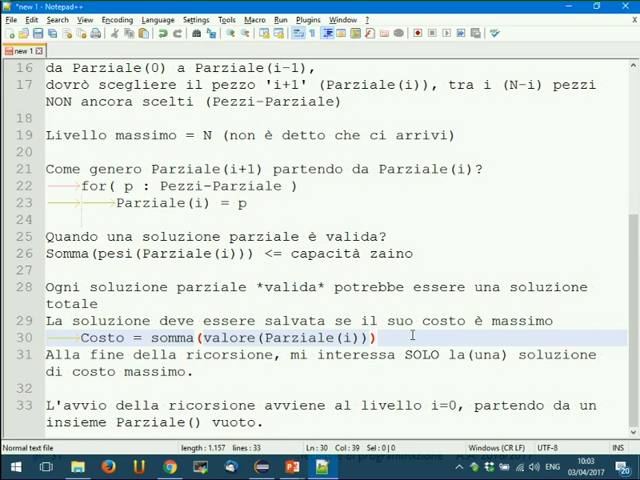 *new 1 - Notepad++
File Edit Search View Encoding Language Settings Tools Macro Run Plugins Window ?
new 1
16 da Parziale(0) a Parziale(i-1),
17 dovrò scegliere il pezzo 'i+1' (Parziale(i)), tra i (N-i) pezzi
NON ancora scelti (Pezzi-Parziale)
18
19 Livello massimo = N (non è detto che ci arrivi)
20
21 Come genero Parziale(i+1) partendo da Parziale(i)?
22 for( p : Pezzi-Parziale )
23 Parziale(i) = p
24
25 Quando una soluzione parziale è valida?
26 Somma(pesi(Parziale(i))) <= capacità zaino
27
28 Ogni soluzione parziale *valida* potrebbe essere una soluzione
totale
29 La soluzione deve essere salvata se il suo costo è massimo
30 Costo = somma(valore(Parziale(i)))
31 Alla fine della ricorsione, mi interessa SOLO la(una) soluzione
di costo massimo.
32
33 L'avvio della ricorsione avviene al livello i=0, partendo da un
insieme Parziale() vuoto.
Normal text file length : 1.157 lines : 33 Ln : 30 Col : 39 Sel : 0 | 0 Windows (CR LF) UTF-8 INS
di programmazione A.A. 2016/2017
10:03
03/04/2017
20